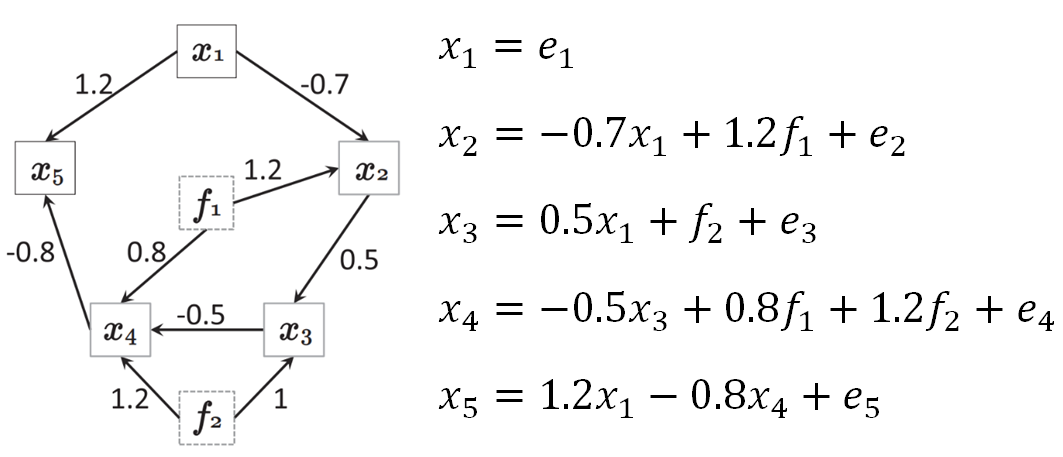 x₁
1.2
-0.7
x₅
x₂
1.2
f₁
-0.8
0.8
0.5
x₄
-0.5
x₃
1.2
f₂
1
x₁ = e₁
x₂ = −0.7x₁ + 1.2f₁ + e₂
x₃ = 0.5x₁ + f₂ + e₃
x₄ = −0.5x₃ + 0.8f₁ + 1.2f₂ + e₄
x₅ = 1.2x₁ − 0.8x₄ + e₅